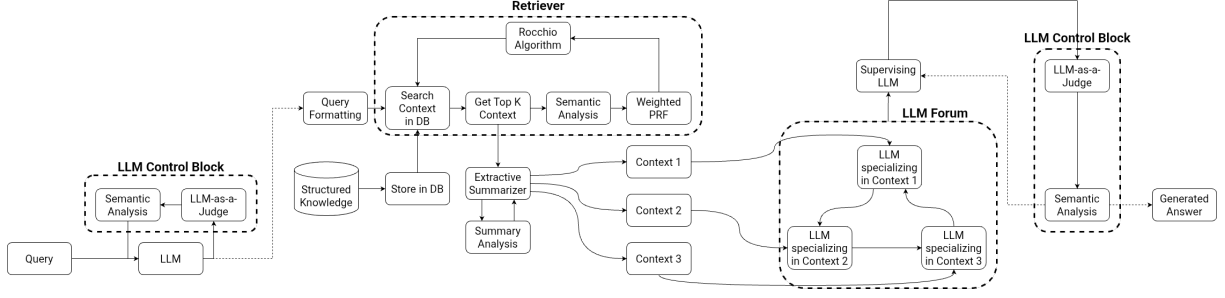 Retriever
Rocchio
Algorithm
Query
Formatting
Search
Context
in DB
Get Top K
Context
Semantic
Analysis
Weighted
PRF
Structured
Knowledge
Store in DB
Extractive
Summarizer
Summary
Analysis
LLM Control Block
Semantic
Analysis
LLM-as-a-
Judge
Query
LLM
Context 1
Context 2
Context 3
Supervising
LLM
LLM Forum
LLM
specializing
in Context 1
LLM
specializing
in Context 2
LLM
specializing
in Context 3
LLM Control Block
LLM-as-a-
Judge
Semantic
Analysis
Generated
Answer